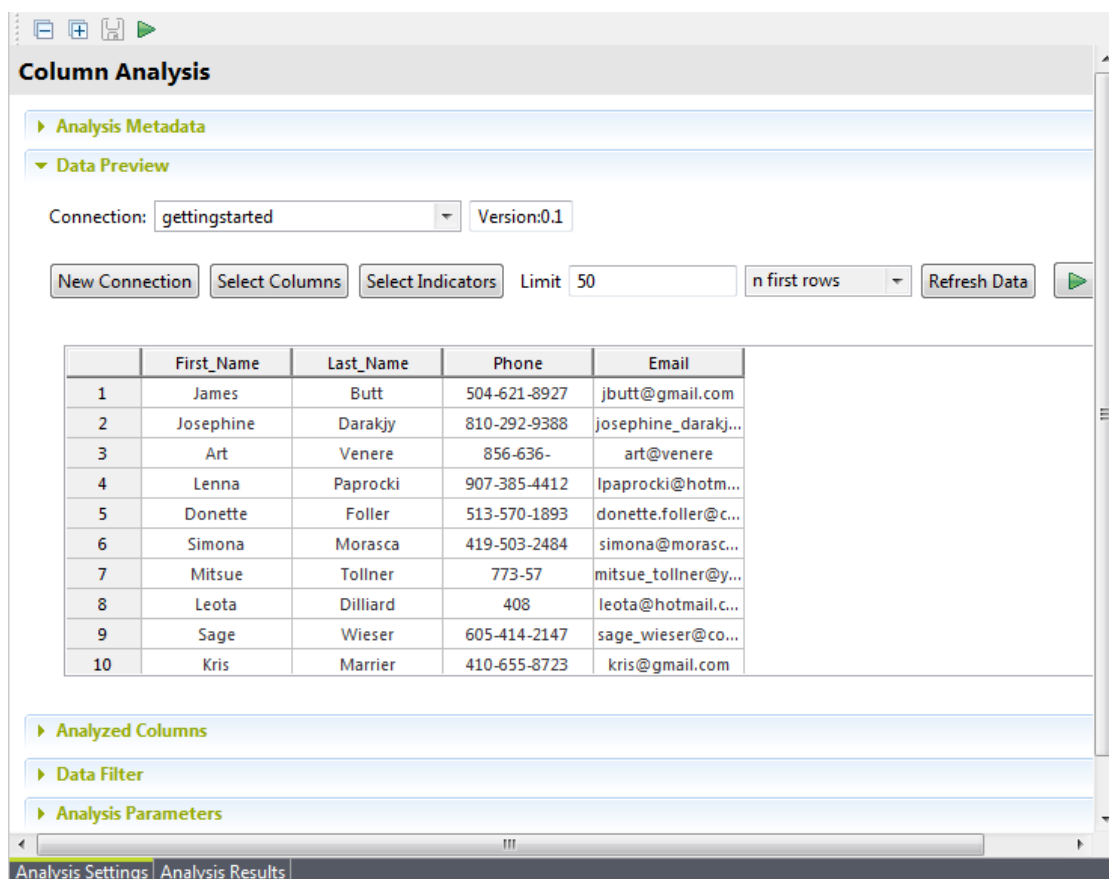 Column Analysis
Analysis Metadata
Data Preview
Connection: gettingstarted Version:0.1
New Connection Select Columns Select Indicators Limit 50 n first rows Refresh Data
First_Name Last_Name Phone Email
1 James Butt 504-621-8927 jbutt@gmail.com
2 Josephine Darakjy 810-292-9388 josephine_darakj...
3 Art Venere 856-636- art@venere
4 Lenna Paprocki 907-385-4412 lpaprocki@hotm...
5 Donette Foller 513-570-1893 donette.foller@c...
6 Simona Morasca 419-503-2484 simona@morasc...
7 Mitsue Tollner 773-57 mitsue_tollner@y...
8 Leota Dilliard 408 leota@hotmail.c...
9 Sage Wieser 605-414-2147 sage_wieser@co...
10 Kris Marrier 410-655-8723 kris@gmail.com
Analyzed Columns
Data Filter
Analysis Parameters
Analysis Settings Analysis Results